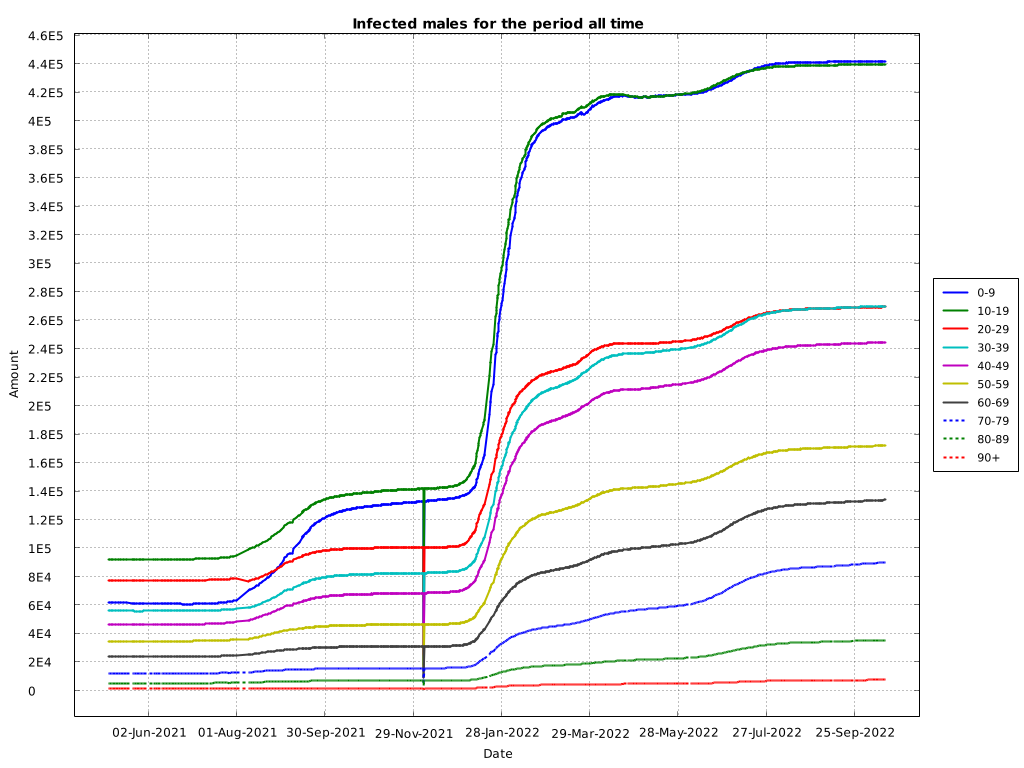 Infected males for the period all time
4.6E5
4.4E5
4.2E5
4E5
3.8E5
3.6E5
3.4E5
3.2E5
3E5
2.8E5
2.6E5
2.4E5
2.2E5
2E5
1.8E5
1.6E5
1.4E5
1.2E5
1E5
8E4
6E4
4E4
2E4
0
Amount
02-Jun-2021 01-Aug-2021 30-Sep-2021 29-Nov-2021 28-Jan-2022 29-Mar-2022 28-May-2022 27-Jul-2022 25-Sep-2022
Date
0-9
10-19
20-29
30-39
40-49
50-59
60-69
70-79
80-89
90+